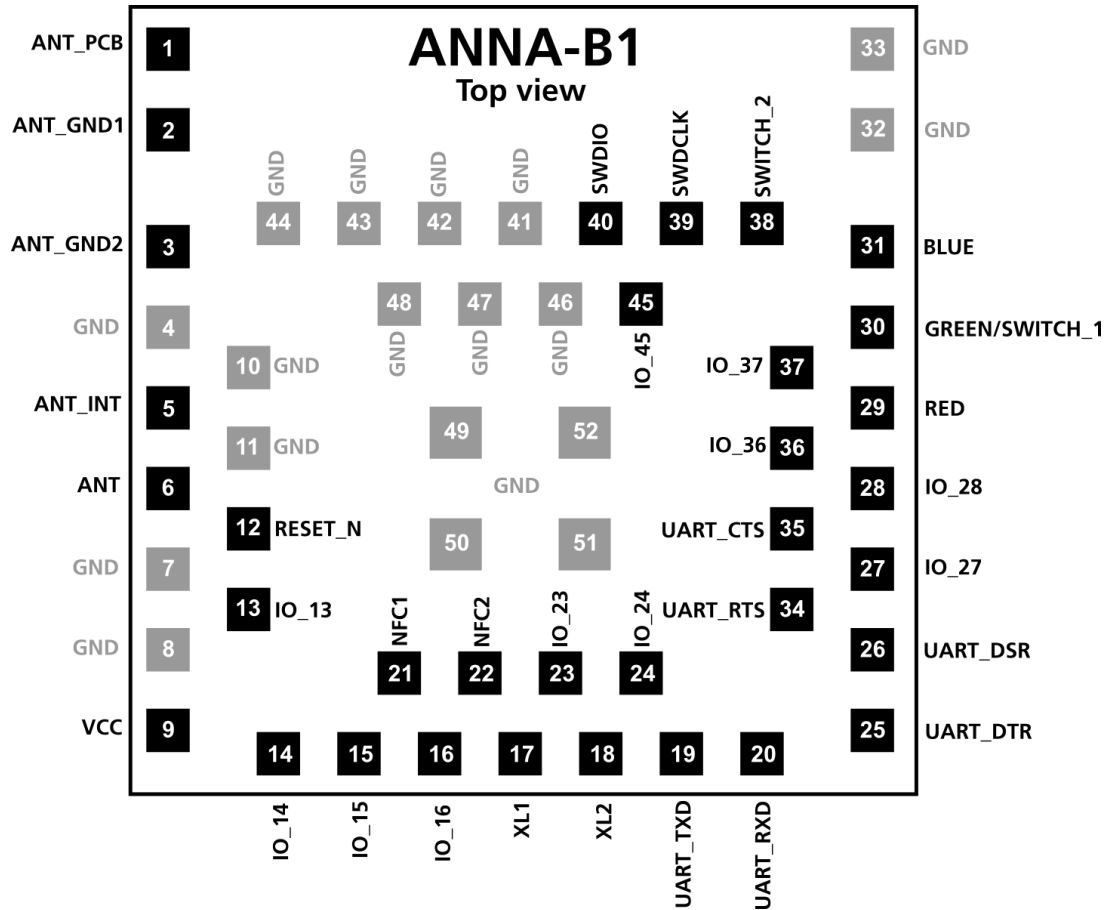 ANNA-B1
Top view
ANT_PCB 1
33 GND
ANT_GND1 2
32 GND
GND 44
GND 43
GND 42
GND 41
SWDIO 40
SWDCLK 39
SWITCH_2 38
ANT_GND2 3
31 BLUE
48 GND
47 GND
46 GND
45 IO_45
GND 4
30 GREEN/SWITCH_1
10 GND
IO_37 37
ANT_INT 5
29 RED
49
52
11 GND
IO_36 36
GND
ANT 6
28 IO_28
12 RESET_N
UART_CTS 35
50
51
GND 7
27 IO_27
13 IO_13
UART_RTS 34
GND 8
26 UART_DSR
NFC1 21
NFC2 22
IO_23 23
IO_24 24
VCC 9
25 UART_DTR
14 IO_14
15 IO_15
16 IO_16
17 XL1
18 XL2
19 UART_TXD
20 UART_RXD